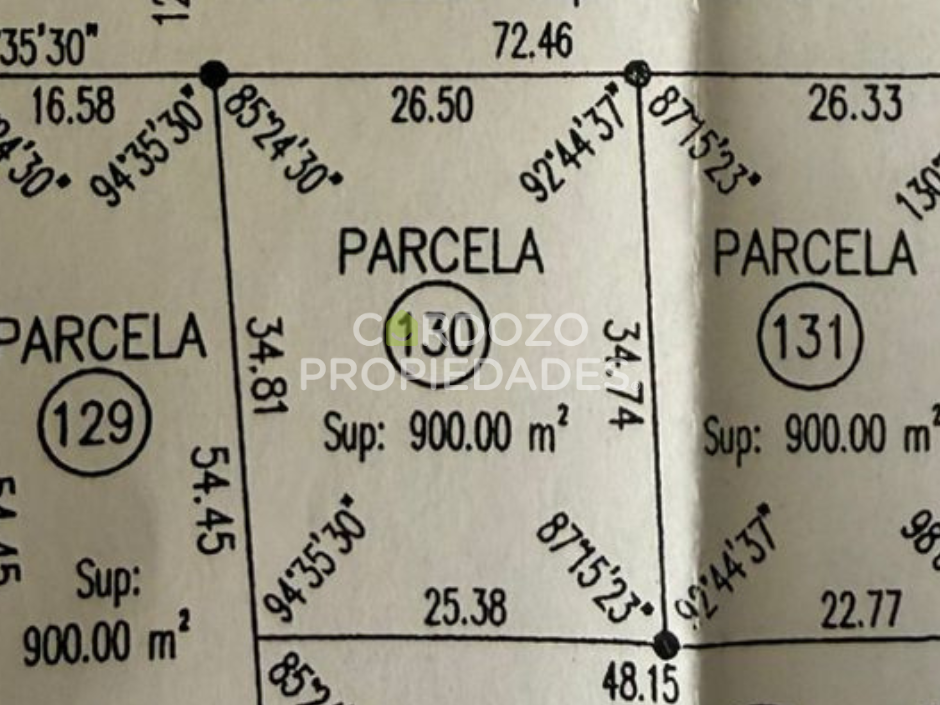 35'30"
72.46
16.58
26.50
26.33
94°35'30"
85°24'30"
92°44'37"
87°15'23"
PARCELA
130
PARCELA
131
PARCELA
129
CORDOZO
PROPIEDADES
34.81
34.74
Sup: 900.00 m²
Sup: 900.00 m²
54.45
54.45
Sup:
900.00 m²
94°35'30"
87°15'23"
92°44'37"
25.38
22.77
48.15